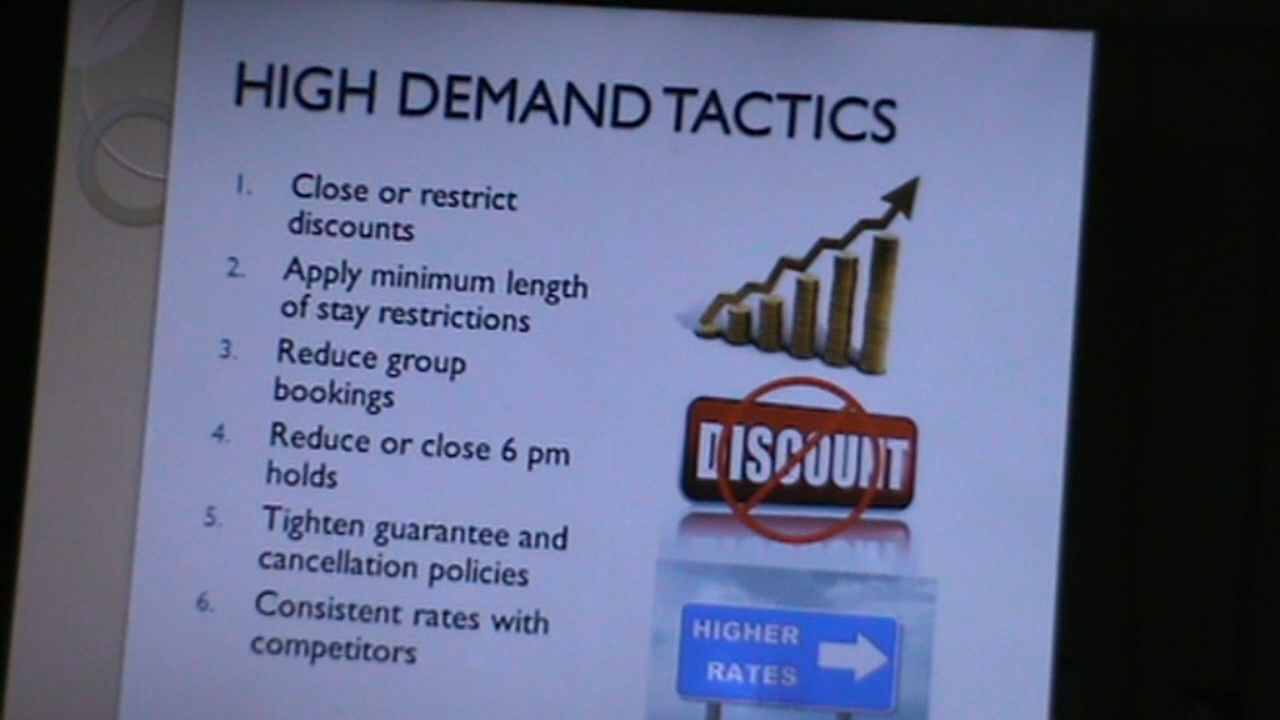 HIGH DEMAND TACTICS
1. Close or restrict
discounts
2. Apply minimum length
of stay restrictions
3. Reduce group
bookings
4. Reduce or close 6 pm
holds
5. Tighten guarantee and
cancellation policies
6. Consistent rates with
competitors
DISCOUNT
HIGHER
RATES